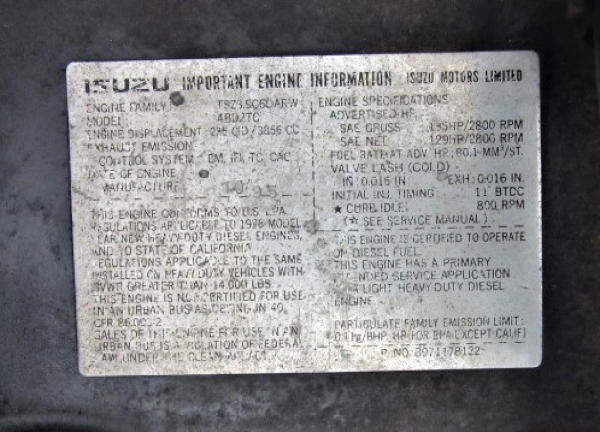 ISUZU IMPORTANT ENGINE INFORMATION ISUZU MOTORS LIMITED
ENGINE FAMILY
4BD2TC
ENGINE DISPLACEMENT 235 CID/3856 CC
EXHAUST EMISSION
CONTROL SYSTEM EM, IFI, TC, CAC
DATE OF ENGINE
MANUFACTURE
THIS ENGINE CONFORMS TO U.S. EPA
REGULATIONS APPLICABLE TO MODEL
YEAR NEW HEAVY-DUTY DIESEL ENGINES,
AND TO STATE OF CALIFORNIA
REGULATIONS APPLICABLE TO THE SAME
INSTALLED ON HEAVY DUTY VEHICLES WITH
GVWR GREATER THAN 14,000 LBS
THIS ENGINE IS NOT CERTIFIED FOR USE
IN AN URBAN BUS AS DEFINED IN 40
CFR
SALES OF THIS ENGINE FOR USE IN AN
URBAN BUS IS A VIOLATION OF FEDERAL
LAW UNDER THE CLEAN AIR ACT.
ENGINE SPECIFICATIONS
ADVERTISED HP.
SAE GROSS 135HP/2800 RPM
SAE NET 129HP/2800 RPM
FUEL RATE AT ADV HP: 60.1 MM³/ST.
VALVE LASH (COLD)
IN: 0.016 IN EXH: 0.016 IN.
INITIAL INJ. TIMING 11° BTDC
★ CURB IDLE: 800 RPM
(☆ SEE SERVICE MANUAL)
THIS ENGINE IS CERTIFIED TO OPERATE
ON DIESEL FUEL.
THIS ENGINE HAS A PRIMARY
INTENDED SERVICE APPLICATION
AS A LIGHT HEAVY DUTY DIESEL
ENGINE
PARTICULATE FAMILY EMISSION LIMIT:
0.1 g/BHP-HR (FOR EPA EXCEPT CALIF)
P. NO. 8971178122